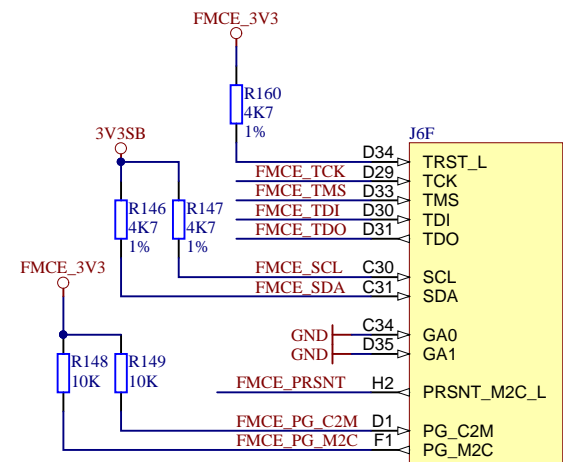 FMCE_3V3
R160
4K7
1%
J6F
3V3SB
D34 TRST_L
FMCE_TCK D29 TCK
FMCE_TMS D33 TMS
FMCE_TDI D30 TDI
FMCE_TDO D31 TDO
R146 R147
4K7 4K7
1% 1%
FMCE_SCL C30 SCL
FMCE_SDA C31 SDA
FMCE_3V3
GND C34 GA0
GND D35 GA1
R148 R149
10K 10K
FMCE_PRSNT H2 PRSNT_M2C_L
FMCE_PG_C2M D1 PG_C2M
FMCE_PG_M2C F1 PG_M2C